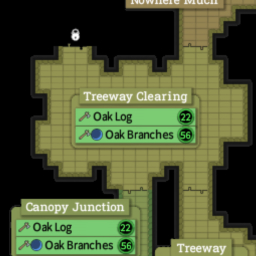 Nowhere Much
Treeway Clearing
Oak Log 22
Oak Branches 56
Canopy Junction
Oak Log 22
Oak Branches 56
Treeway